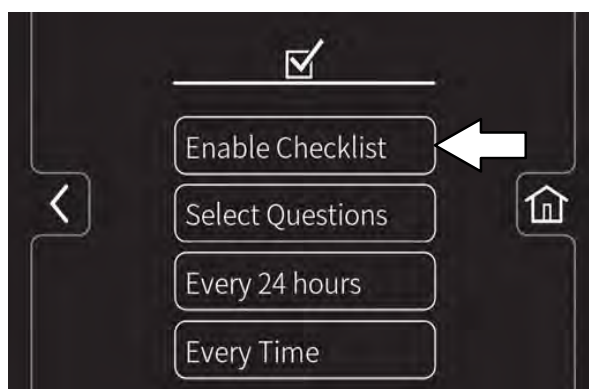 Enable Checklist
Select Questions
Every 24 hours
Every Time